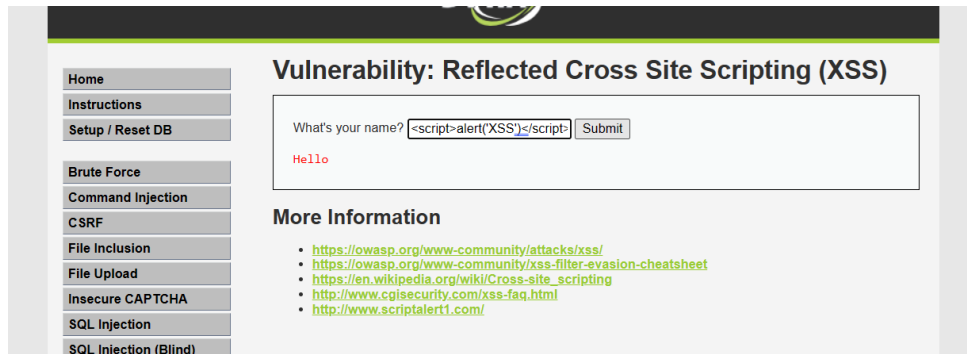 Vulnerability: Reflected Cross Site Scripting (XSS)
Home
Instructions
Setup / Reset DB
Brute Force
Command Injection
CSRF
File Inclusion
File Upload
Insecure CAPTCHA
SQL Injection
SQL Injection (Blind)
What's your name? <script>alert('XSS')</script> Submit
Hello
More Information
https://owasp.org/www-community/attacks/xss/
https://owasp.org/www-community/xss-filter-evasion-cheatsheet
https://en.wikipedia.org/wiki/Cross-site_scripting
http://www.cgisecurity.com/xss-faq.html
http://www.scriptalert1.com/